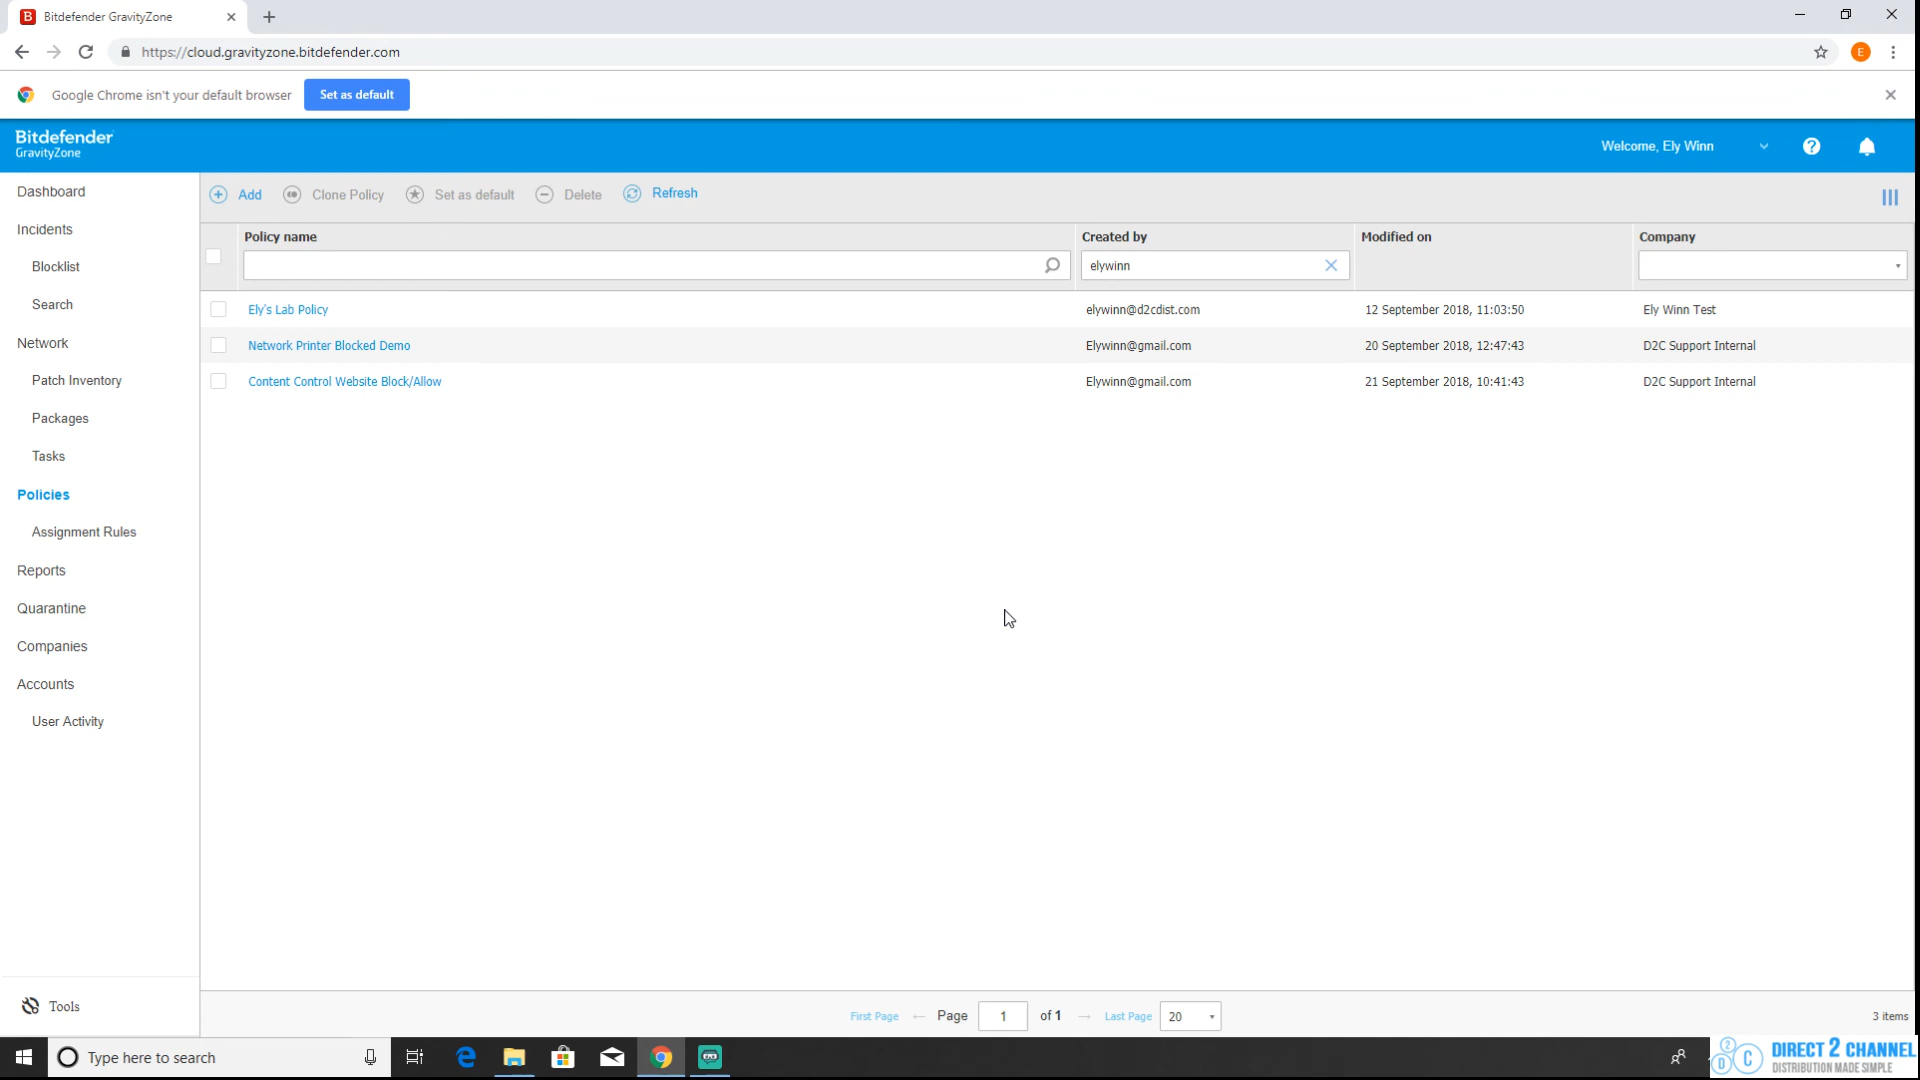 Bitdefender GravityZone
https://cloud.gravityzone.bitdefender.com
E
Google Chrome isn't your default browser
Set as default
Bitdefender
GravityZone
Welcome, Ely Winn
Dashboard
Incidents
Blocklist
Search
Network
Patch Inventory
Packages
Tasks
Policies
Assignment Rules
Reports
Quarantine
Companies
Accounts
User Activity
Tools
Add Clone Policy Set as default Delete Refresh
Policy name Created by Modified on Company
elywinn
Ely's Lab Policy elywinn@d2cdist.com 12 September 2018, 11:03:50 Ely Winn Test
Network Printer Blocked Demo Elywinn@gmail.com 20 September 2018, 12:47:43 D2C Support Internal
Content Control Website Block/Allow Elywinn@gmail.com 21 September 2018, 10:41:43 D2C Support Internal
First Page ← Page 1 of 1 → Last Page 20 3 items
Type here to search
D 2 C
DIRECT 2 CHANNEL
DISTRIBUTION MADE SIMPLE